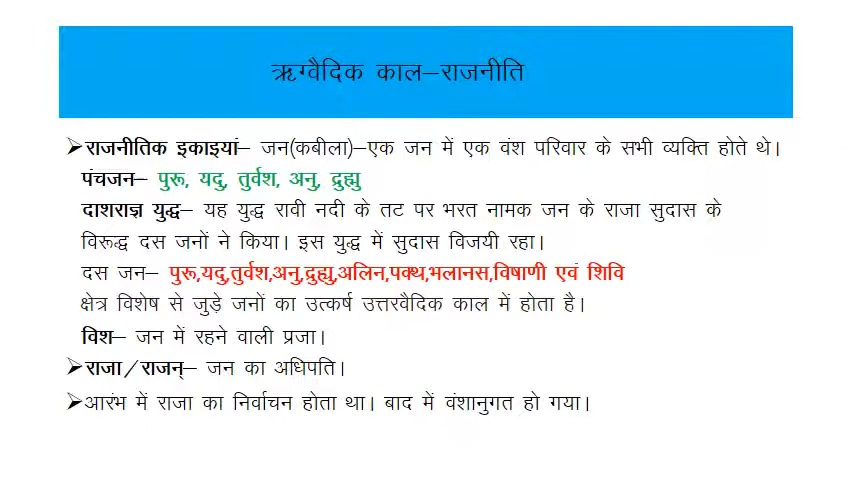 ऋग्वैदिक काल–राजनीति
➢राजनीतिक इकाइयां– जन(कबीला)–एक जन में एक वंश परिवार के सभी व्यक्ति होते थे।
पंचजन– पुरू, यदु, तुर्वश, अनु, द्रुह्यु
दाशराज्ञ युद्ध– यह युद्ध रावी नदी के तट पर भरत नामक जन के राजा सुदास के
विरूद्ध दस जनों ने किया। इस युद्ध में सुदास विजयी रहा।
दस जन– पुरू,यदु,तुर्वश,अनु,द्रुह्यु,अलिन,पक्थ,भलानस,विषाणी एवं शिवि
क्षेत्र विशेष से जुड़े जनों का उत्कर्ष उत्तरवैदिक काल में होता है।
विश– जन में रहने वाली प्रजा।
➢राजा/राजन्– जन का अधिपति।
➢आरंभ में राजा का निर्वाचन होता था। बाद में वंशानुगत हो गया।